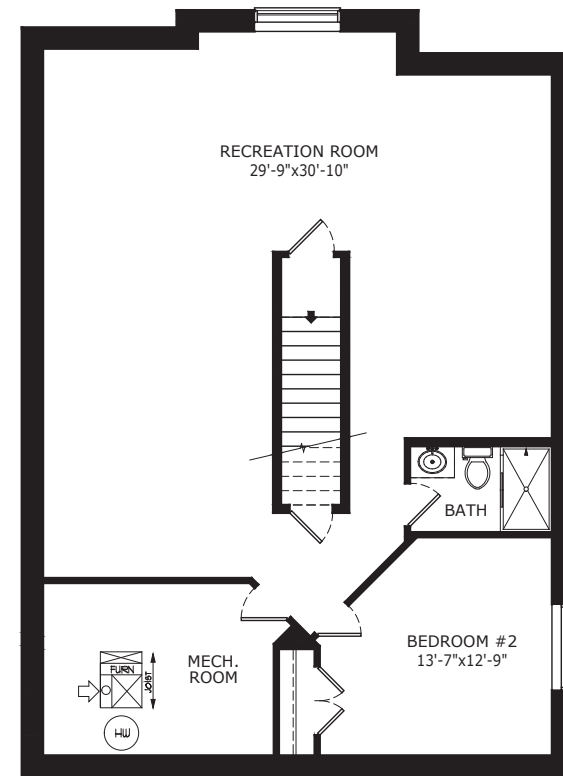 RECREATION ROOM
29'-9"x30'-10"
BATH
BEDROOM #2
13'-7"x12'-9"
MECH.
ROOM
FURN
JOIST
HW